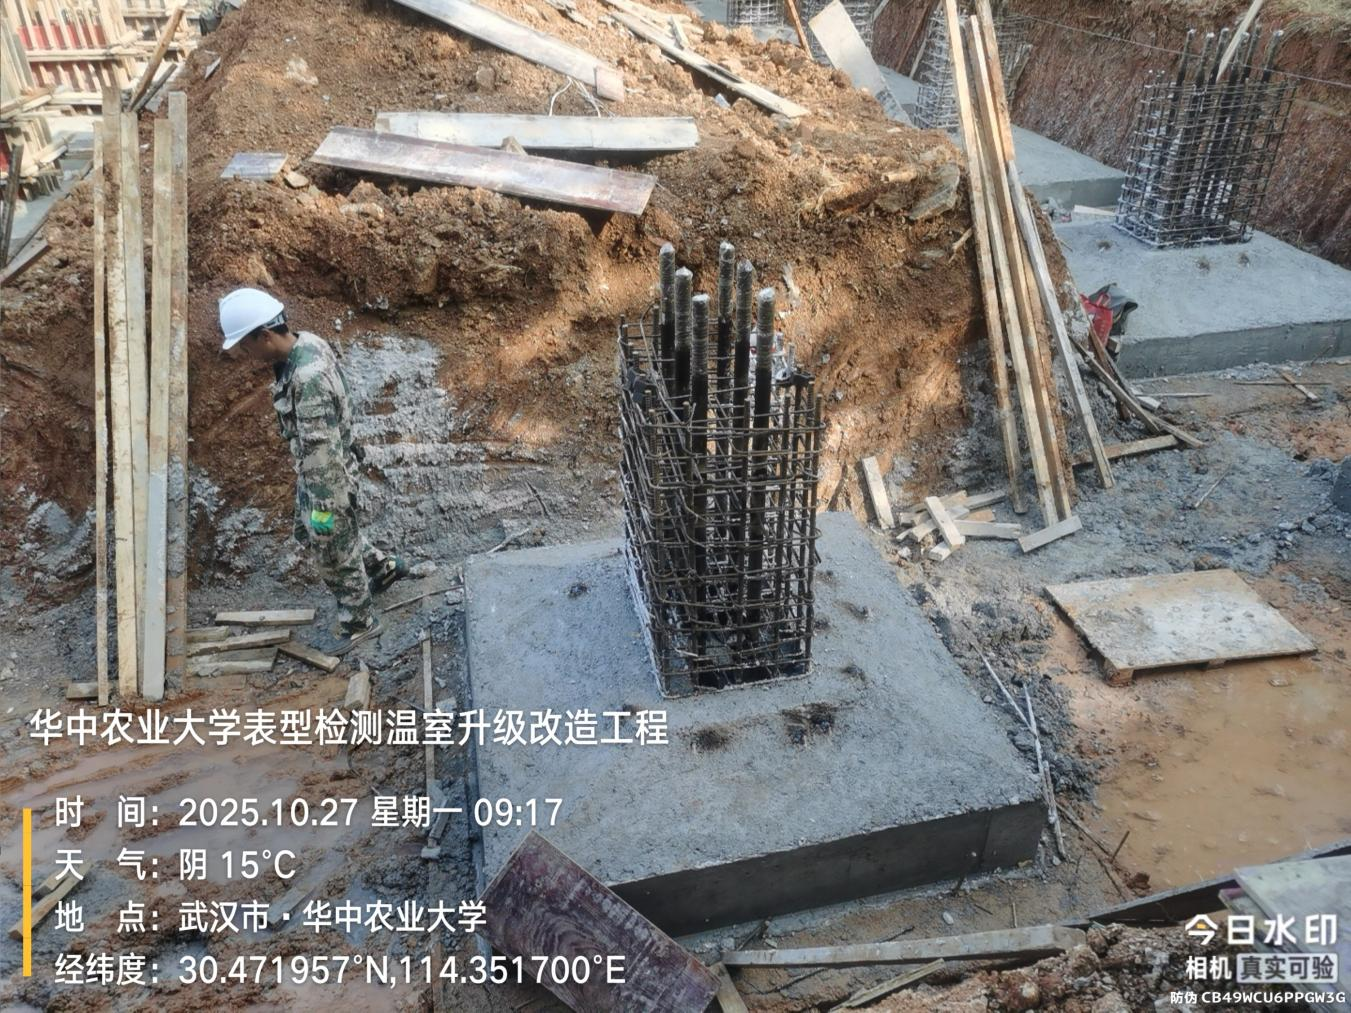 华中农业大学表型检测温室升级改造工程
时 间：2025.10.27 星期一 09:17
天 气：阴 15℃
地 点：武汉市·华中农业大学
经纬度：30.471957°N,114.351700°E
今日水印
相机 真实可验
防伪 CB49WCU6PPGW3G